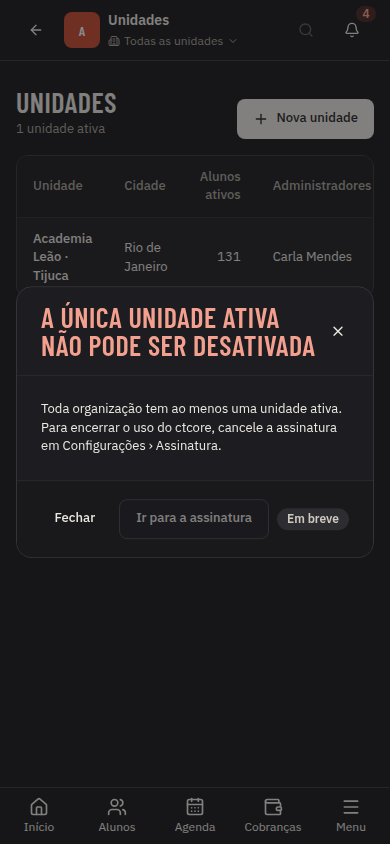 4
A
Unidades
Todas as unidades
UNIDADES
1 unidade ativa
Nova unidade
Unidade
Cidade
Alunos
ativos
Administradores
Academia
Leão ·
Tijuca
Rio de
Janeiro
131
Carla Mendes
A ÚNICA UNIDADE ATIVA
NÃO PODE SER DESATIVADA
Toda organização tem ao menos uma unidade ativa.
Para encerrar o uso do ctcore, cancele a assinatura
em Configurações › Assinatura.
Fechar
Ir para a assinatura
Em breve
Início
Alunos
Agenda
Cobranças
Menu